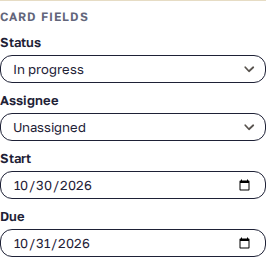 CARD FIELDS
Status
In progress
Assignee
Unassigned
Start
10/30/2026
Due
10/31/2026